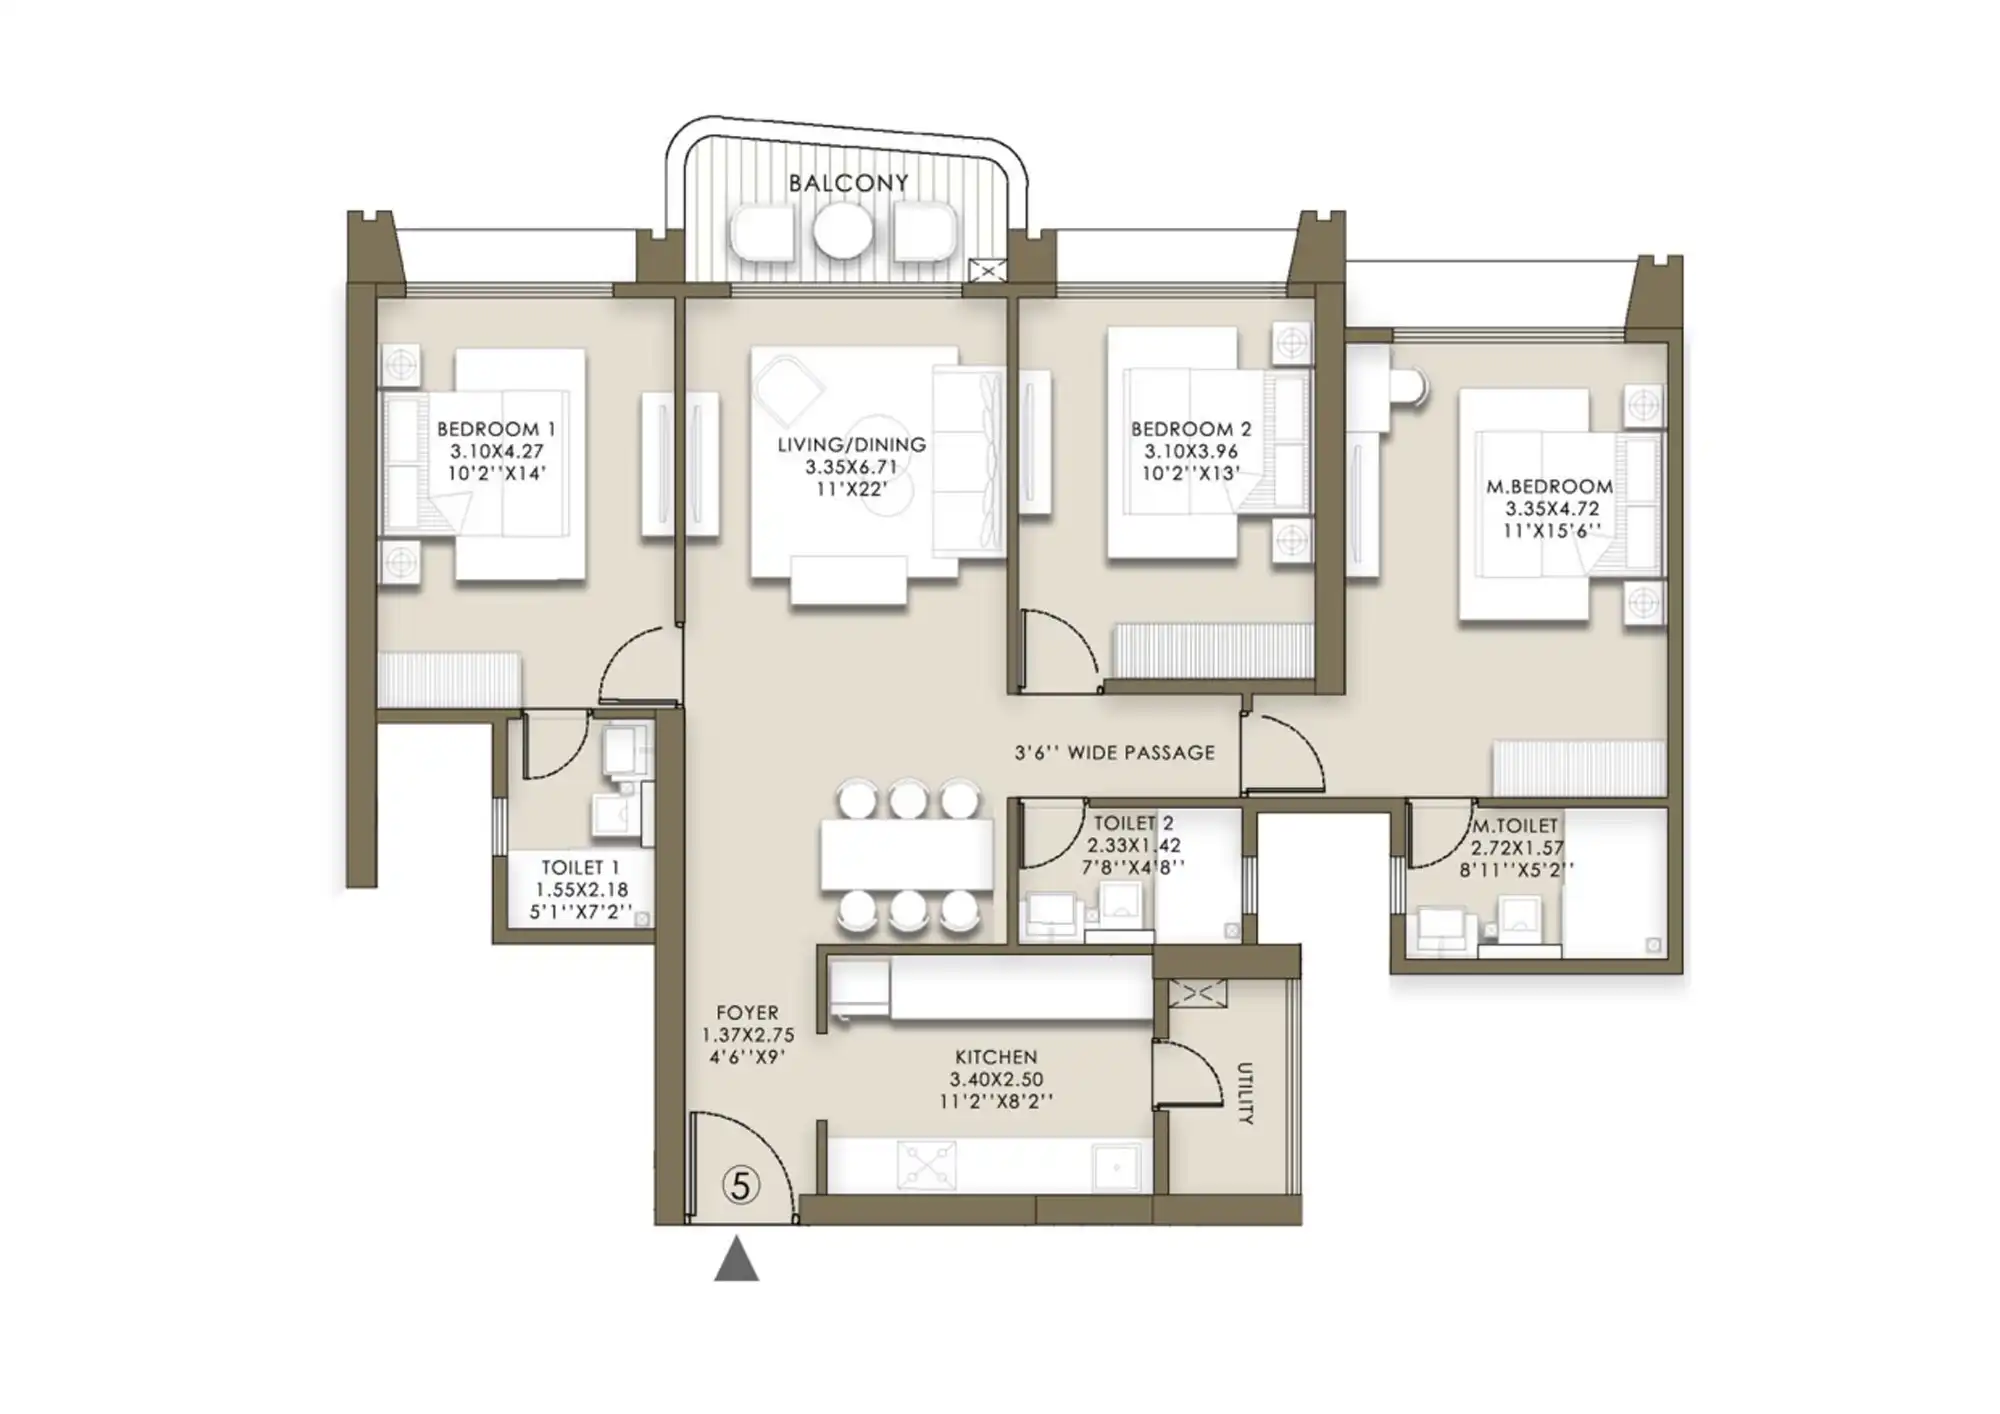 BALCONY
BEDROOM 1
3.10X4.27
10'2''X14'
LIVING/DINING
3.35X6.71
11'X22'
BEDROOM 2
3.10X3.96
10'2''X13'
M.BEDROOM
3.35X4.72
11'X15'6''
3'6'' WIDE PASSAGE
TOILET 1
1.55X2.18
5'1''X7'2''
TOILET 2
2.33X1.42
7'8''X4'8''
M.TOILET
2.72X1.57
8'11''X5'2''
FOYER
1.37X2.75
4'6''X9'
KITCHEN
3.40X2.50
11'2''X8'2''
UTILITY
5